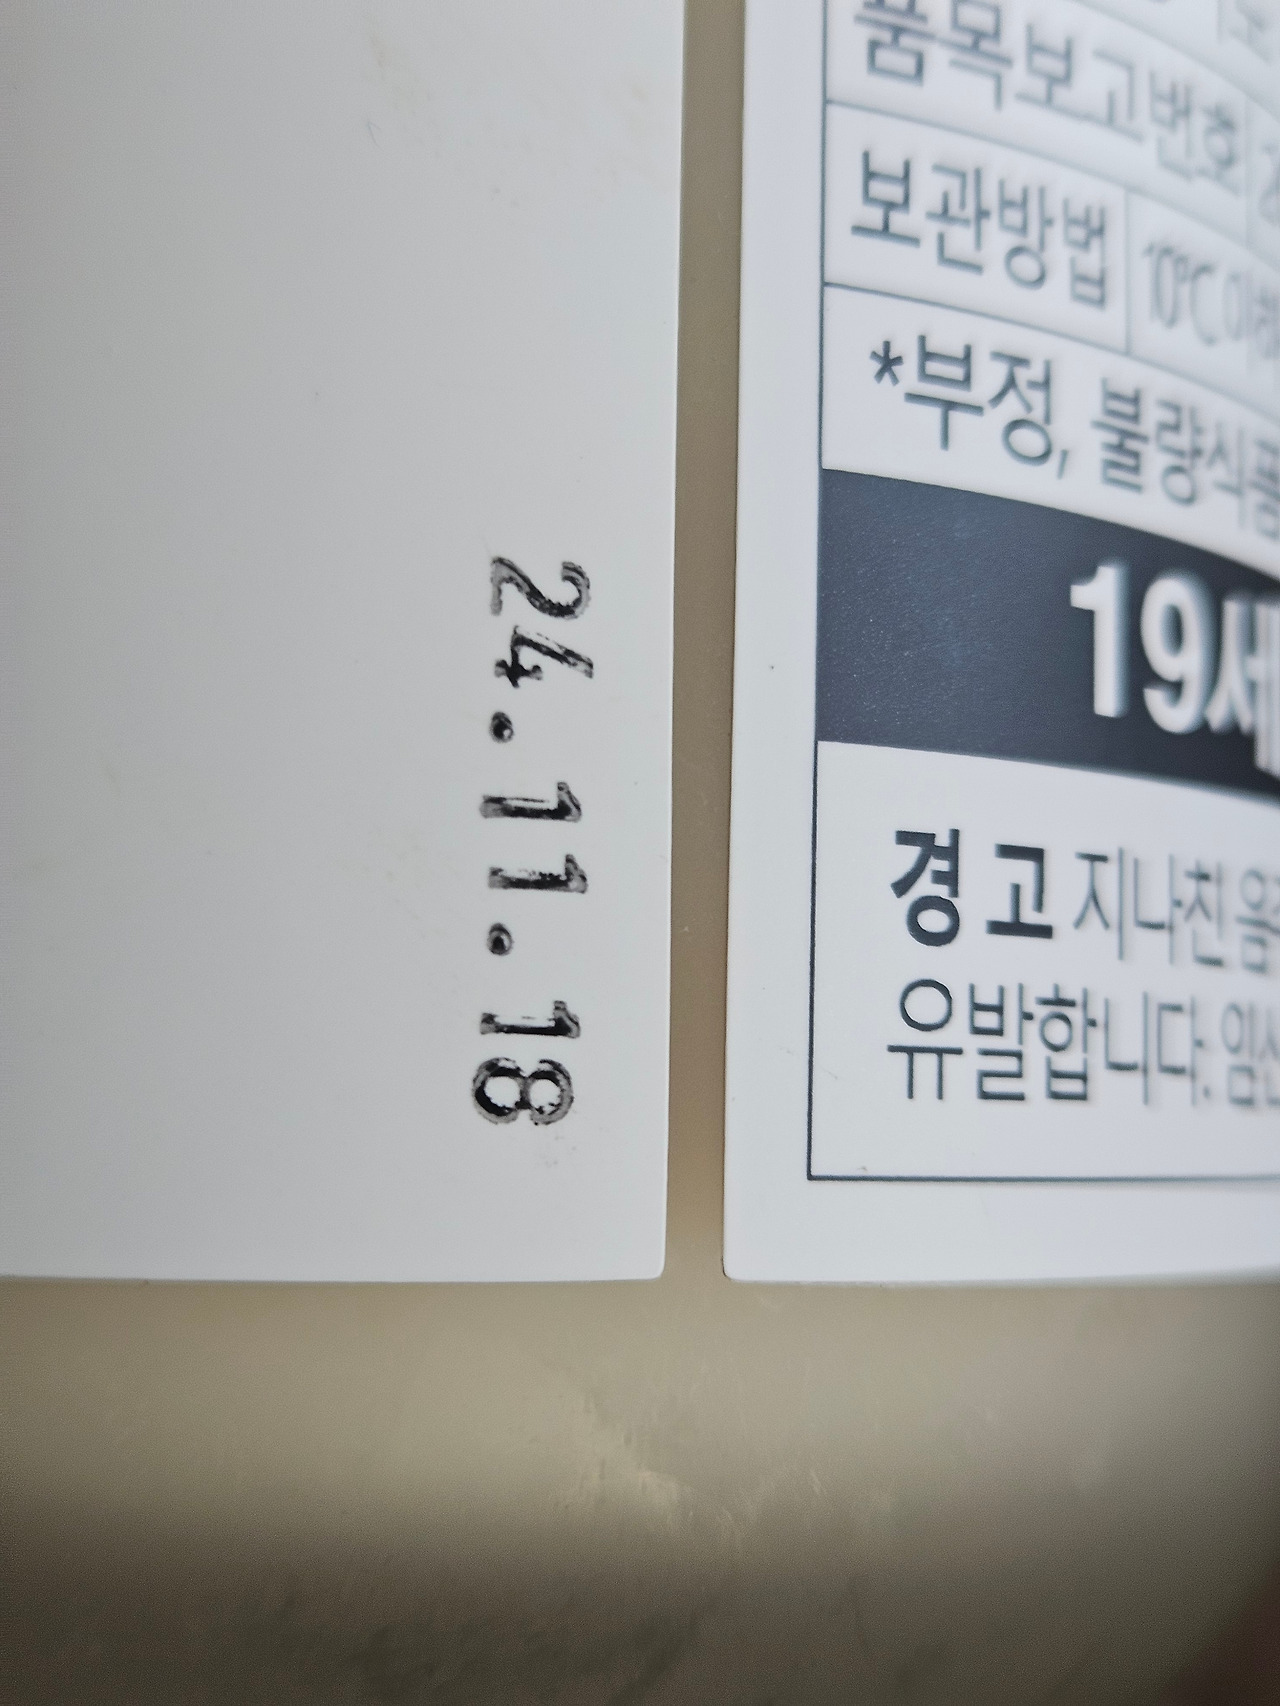 24.11.18
품목보고번호
보관방법 10℃ 이하
*부정, 불량식품
19세
경고 지나친 음
유발합니다. 임신